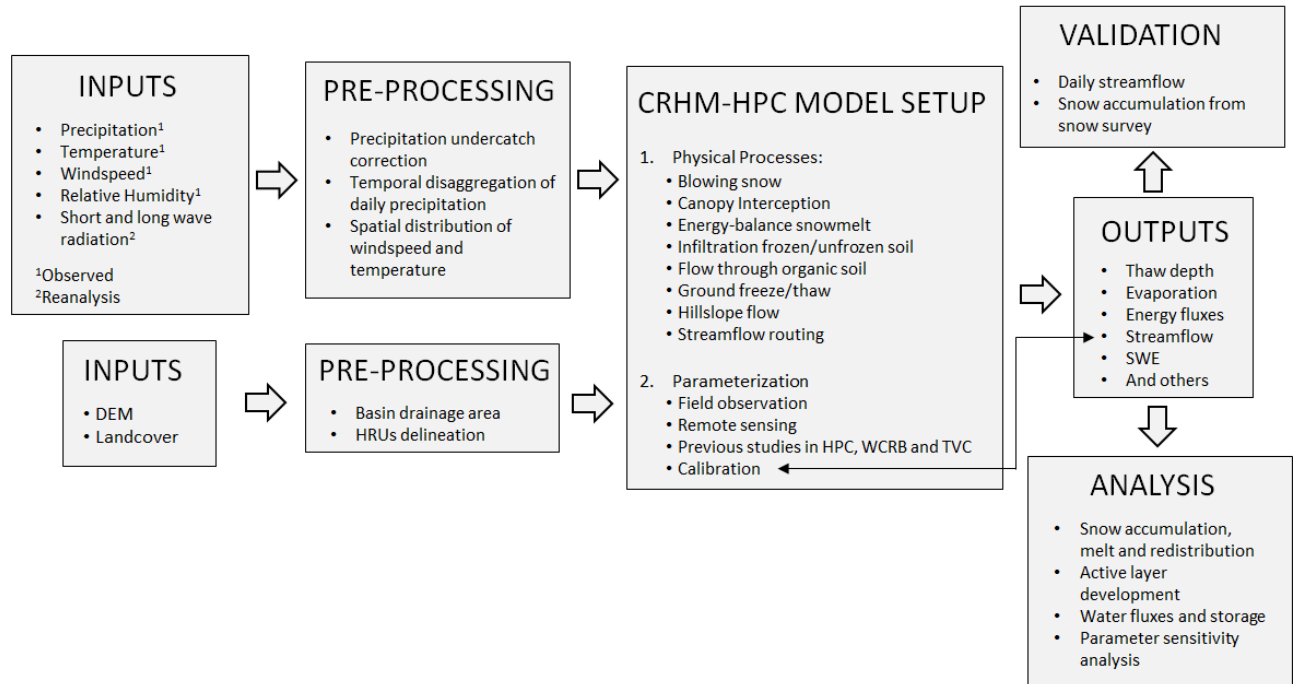 INPUTS
• Precipitation¹
• Temperature¹
• Windspeed¹
• Relative Humidity¹
• Short and long wave
radiation²
¹Observed
²Reanalysis
PRE-PROCESSING
• Precipitation undercatch
correction
• Temporal disaggregation of
daily precipitation
• Spatial distribution of
windspeed and
temperature
INPUTS
• DEM
• Landcover
PRE-PROCESSING
• Basin drainage area
• HRUs delineation
CRHM-HPC MODEL SETUP
1. Physical Processes:
• Blowing snow
• Canopy Interception
• Energy-balance snowmelt
• Infiltration frozen/unfrozen soil
• Flow through organic soil
• Ground freeze/thaw
• Hillslope flow
• Streamflow routing
2. Parameterization
• Field observation
• Remote sensing
• Previous studies in HPC, WCRB and TVC
• Calibration
VALIDATION
• Daily streamflow
• Snow accumulation from
snow survey
OUTPUTS
• Thaw depth
• Evaporation
• Energy fluxes
• Streamflow
• SWE
• And others
ANALYSIS
• Snow accumulation,
melt and redistribution
• Active layer
development
• Water fluxes and storage
• Parameter sensitivity
analysis